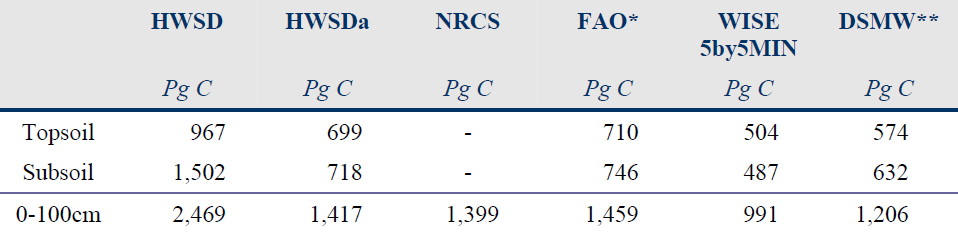 HWSD HWSDa NRCS FAO* WISE 5by5MIN DSMW**
Pg C Pg C Pg C Pg C Pg C Pg C
Topsoil 967 699 - 710 504 574
Subsoil 1,502 718 - 746 487 632
0-100cm 2,469 1,417 1,399 1,459 991 1,206